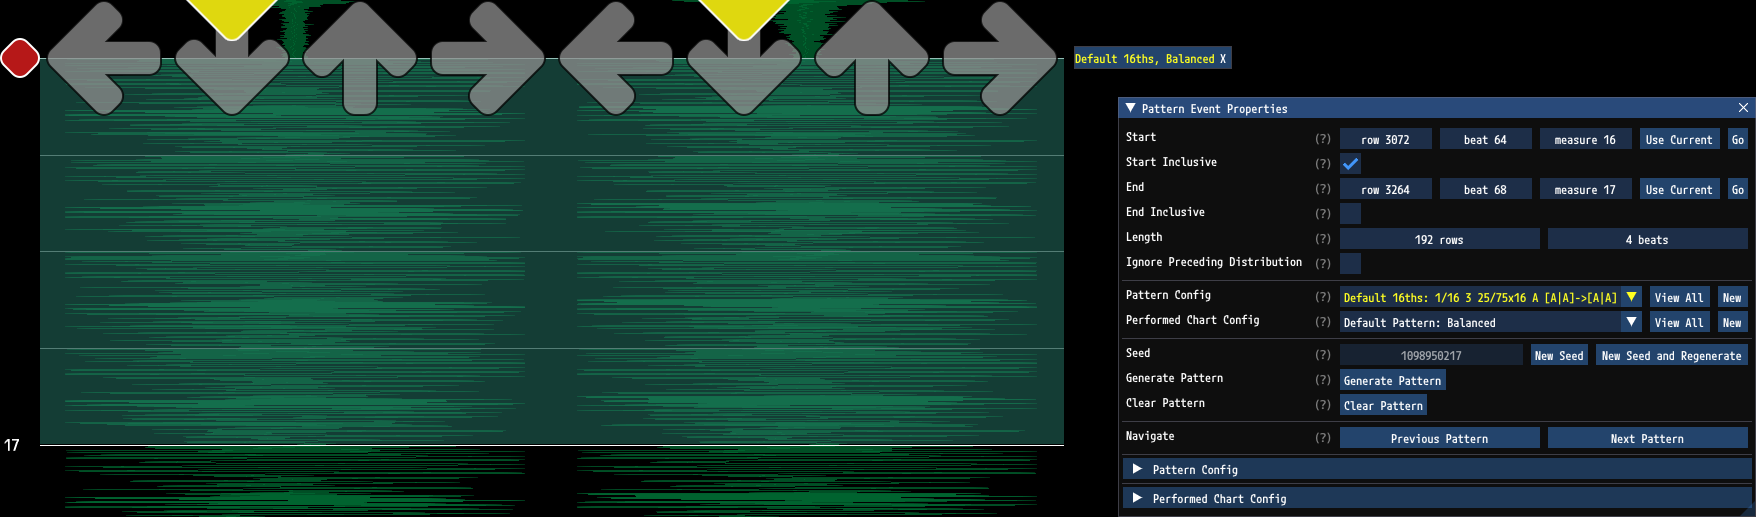 Default 16ths, Balanced X
Pattern Event Properties
Start (?) row 3072 beat 64 measure 16 Use Current Go
Start Inclusive (?)
End (?) row 3264 beat 68 measure 17 Use Current Go
End Inclusive (?)
Length (?) 192 rows 4 beats
Ignore Preceding Distribution (?)
Pattern Config (?) Default 16ths: 1/16 3 25/75x16 A [A|A]->[A|A] View All New
Performed Chart Config (?) Default Pattern: Balanced View All New
Seed (?) 1098950217 New Seed New Seed and Regenerate
Generate Pattern (?) Generate Pattern
Clear Pattern (?) Clear Pattern
17
Navigate (?) Previous Pattern Next Pattern
Pattern Config
Performed Chart Config